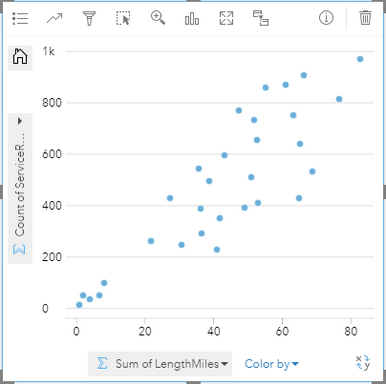 1k
800
600
400
200
0
Count of ServiceR...
0 20 40 60 80
Σ Sum of LengthMiles
Color by